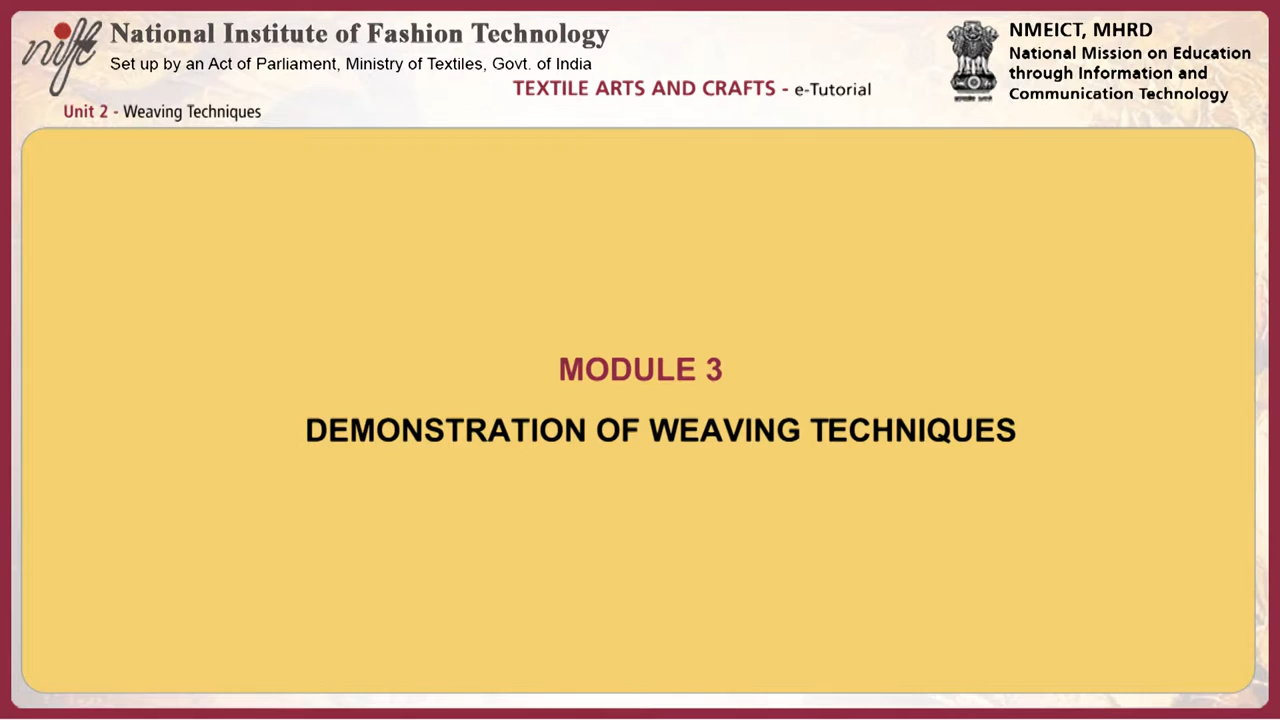 nift
National Institute of Fashion Technology
Set up by an Act of Parliament, Ministry of Textiles, Govt. of India
TEXTILE ARTS AND CRAFTS - e-Tutorial
NMEICT, MHRD
National Mission on Education
through Information and
Communication Technology
Unit 2 - Weaving Techniques
MODULE 3
DEMONSTRATION OF WEAVING TECHNIQUES